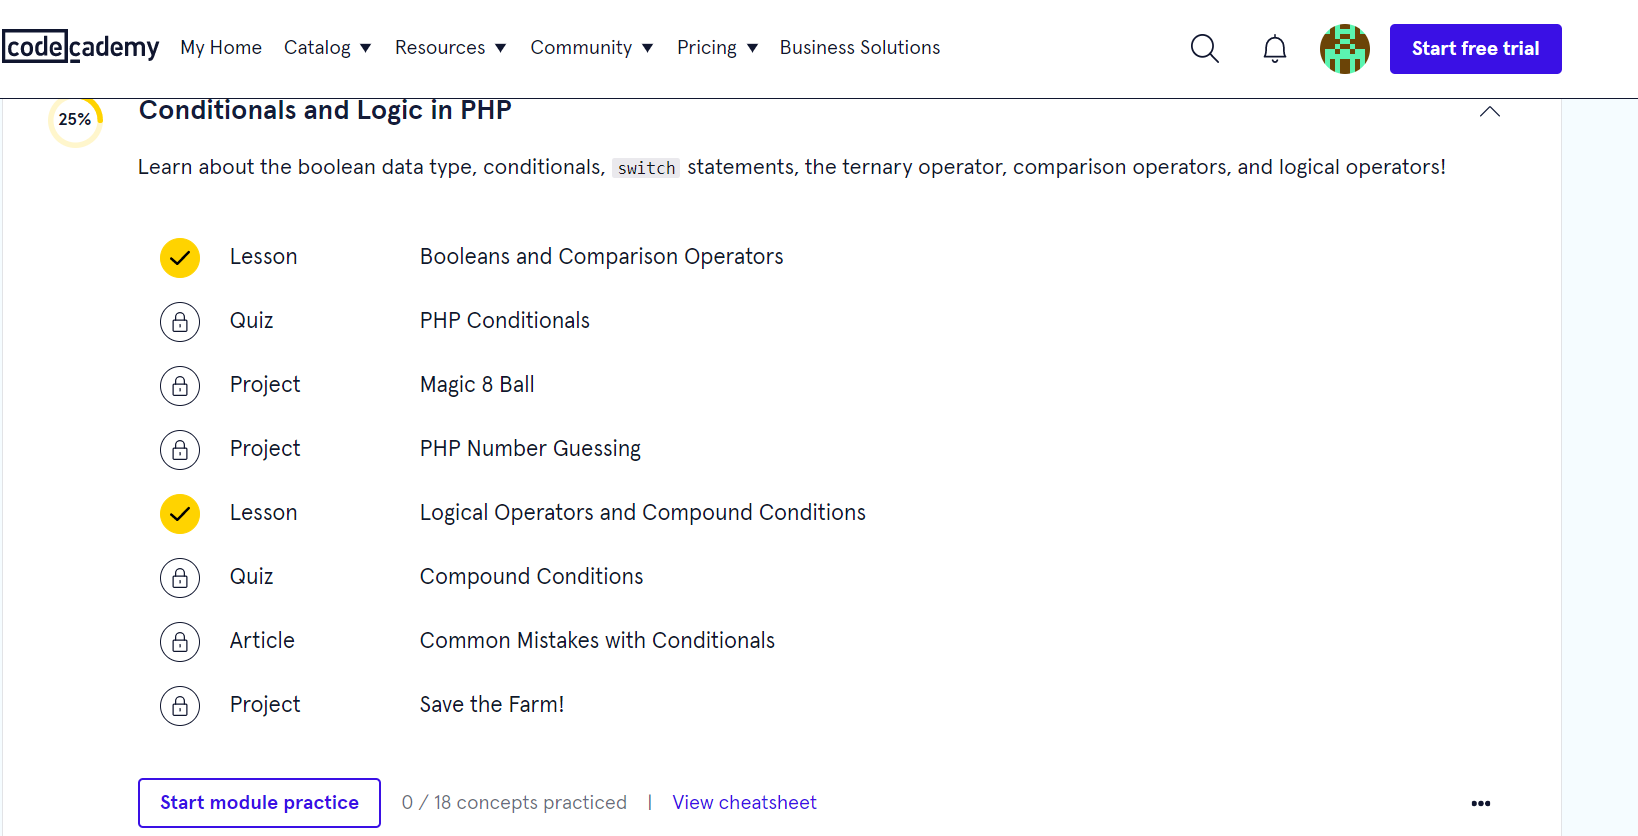 codecademy My Home Catalog Resources Community Pricing Business Solutions Start free trial
25% Conditionals and Logic in PHP
Learn about the boolean data type, conditionals, switch statements, the ternary operator, comparison operators, and logical operators!
Lesson Booleans and Comparison Operators
Quiz PHP Conditionals
Project Magic 8 Ball
Project PHP Number Guessing
Lesson Logical Operators and Compound Conditions
Quiz Compound Conditions
Article Common Mistakes with Conditionals
Project Save the Farm!
Start module practice 0 / 18 concepts practiced | View cheatsheet